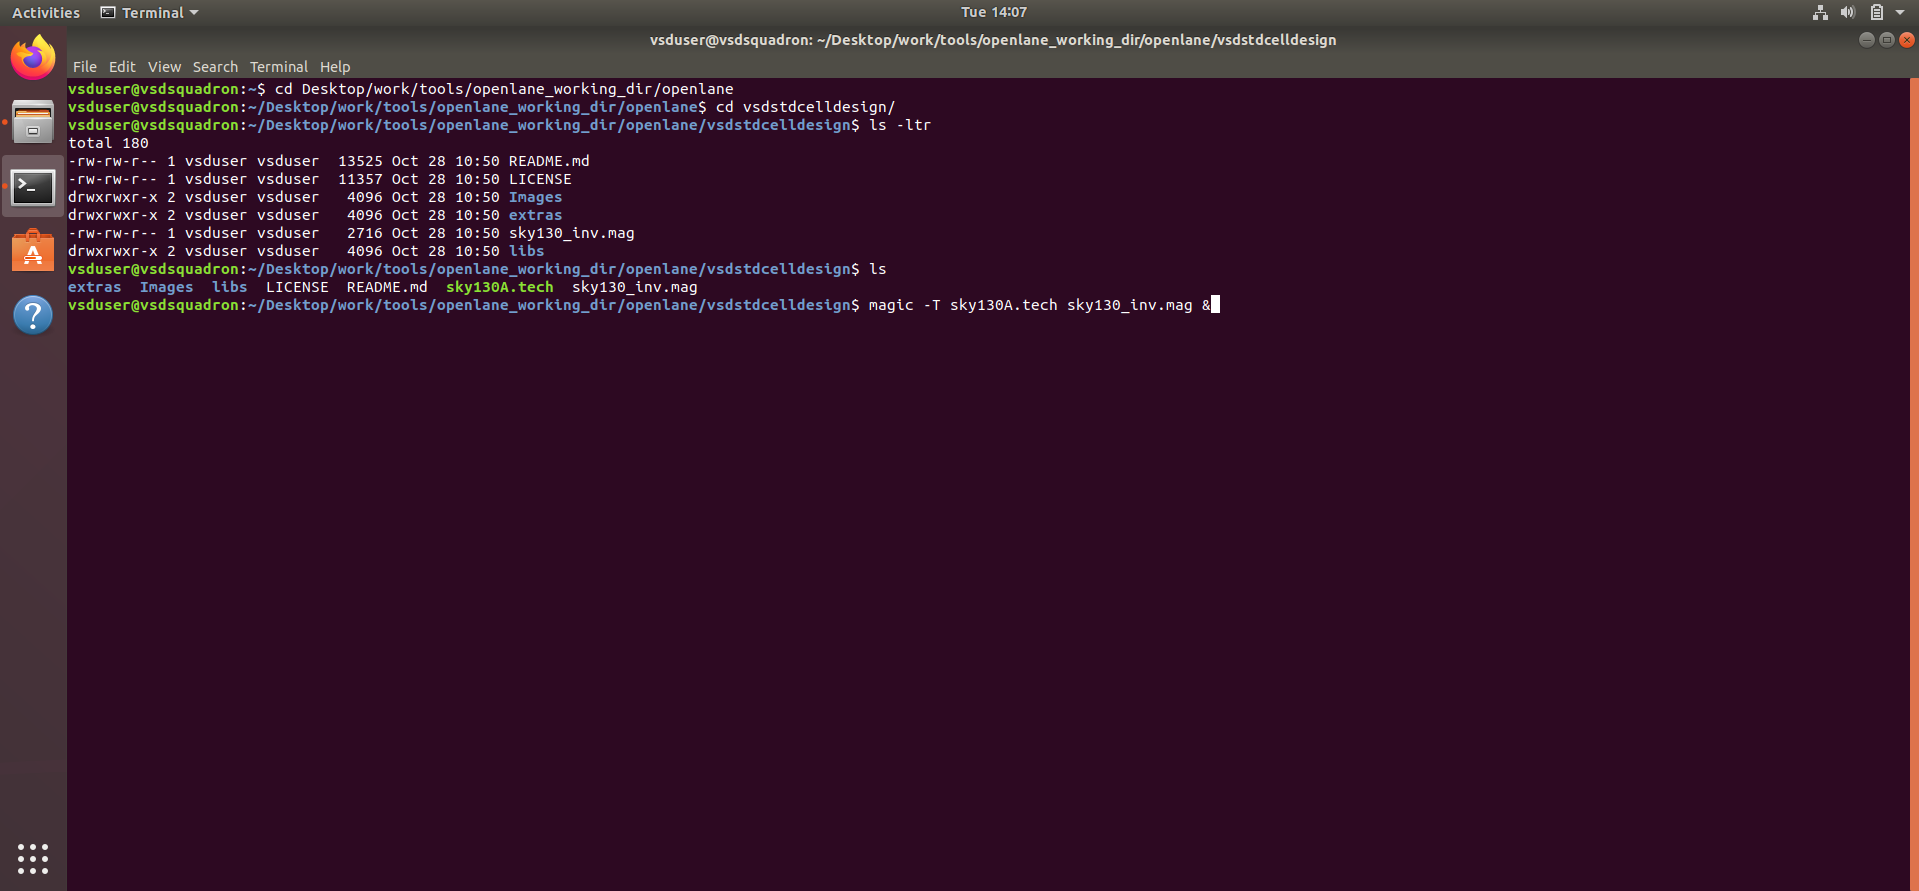 Activities Terminal Tue 14:07
vsduser@vsdsquadron: ~/Desktop/work/tools/openlane_working_dir/openlane/vsdstdcelldesign
File Edit View Search Terminal Help
vsduser@vsdsquadron:~$ cd Desktop/work/tools/openlane_working_dir/openlane
vsduser@vsdsquadron:~/Desktop/work/tools/openlane_working_dir/openlane$ cd vsdstdcelldesign/
vsduser@vsdsquadron:~/Desktop/work/tools/openlane_working_dir/openlane/vsdstdcelldesign$ ls -ltr
total 180
-rw-rw-r-- 1 vsduser vsduser  13525 Oct 28 10:50 README.md
-rw-rw-r-- 1 vsduser vsduser  11357 Oct 28 10:50 LICENSE
drwxrwxr-x 2 vsduser vsduser   4096 Oct 28 10:50 Images
drwxrwxr-x 2 vsduser vsduser   4096 Oct 28 10:50 extras
-rw-rw-r-- 1 vsduser vsduser   2716 Oct 28 10:50 sky130_inv.mag
drwxrwxr-x 2 vsduser vsduser   4096 Oct 28 10:50 libs
vsduser@vsdsquadron:~/Desktop/work/tools/openlane_working_dir/openlane/vsdstdcelldesign$ ls
extras  Images  libs  LICENSE  README.md  sky130A.tech  sky130_inv.mag
vsduser@vsdsquadron:~/Desktop/work/tools/openlane_working_dir/openlane/vsdstdcelldesign$ magic -T sky130A.tech sky130_inv.mag &